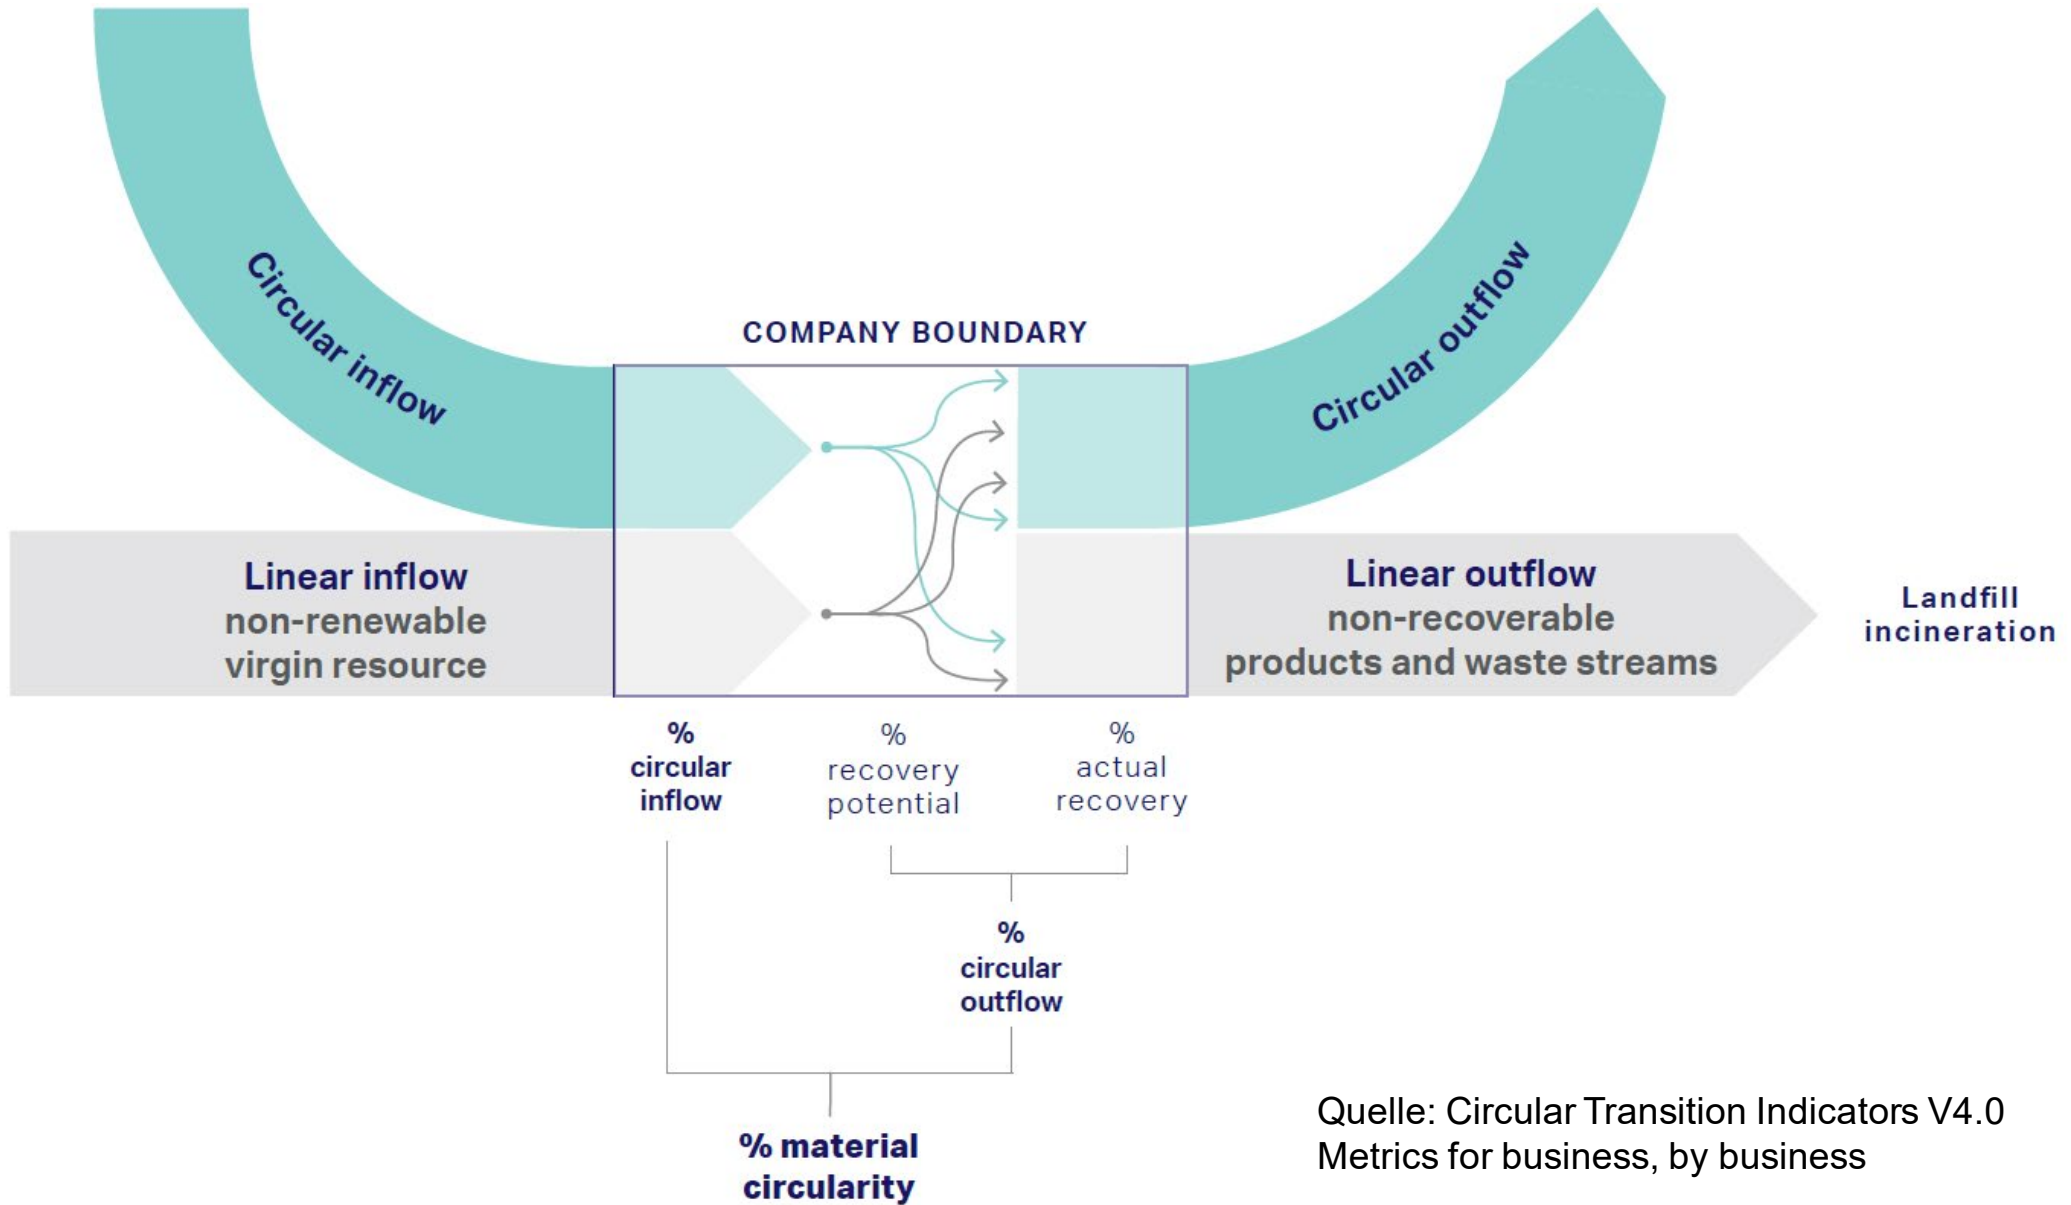 Circular inflow
Circular outflow
COMPANY BOUNDARY
Linear inflow
non-renewable
virgin resource
Linear outflow
non-recoverable
products and waste streams
Landfill
incineration
%
circular
inflow
%
recovery
potential
%
actual
recovery
%
circular
outflow
% material
circularity
Quelle: Circular Transition Indicators V4.0
Metrics for business, by business